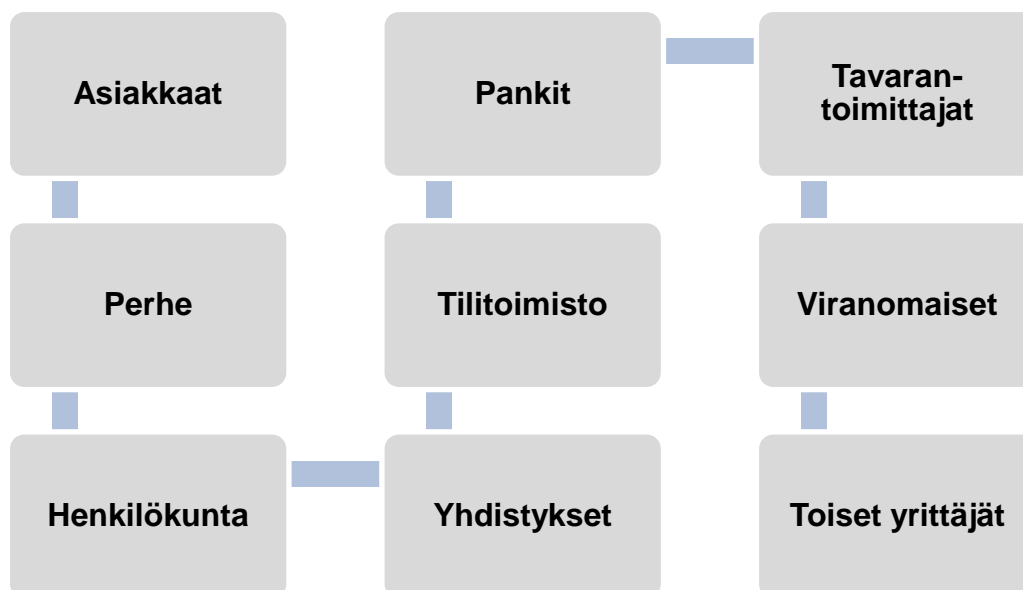 Asiakkaat
Perhe
Henkilökunta
Yhdistykset
Tilitoimisto
Pankit
Tavaran-
toimittajat
Viranomaiset
Toiset yrittäjät